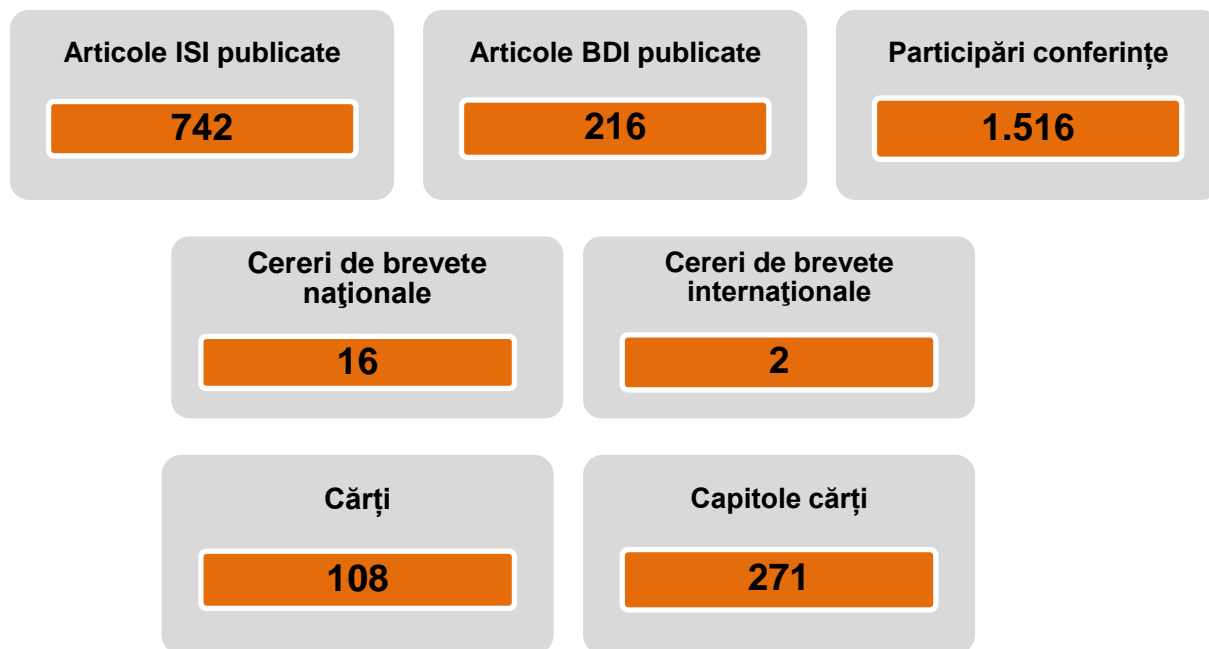 Articole ISI publicate
742
Articole BDI publicate
216
Participări conferințe
1.516
Cereri de brevete
naţionale
16
Cereri de brevete
internaţionale
2
Cărți
108
Capitole cărți
271